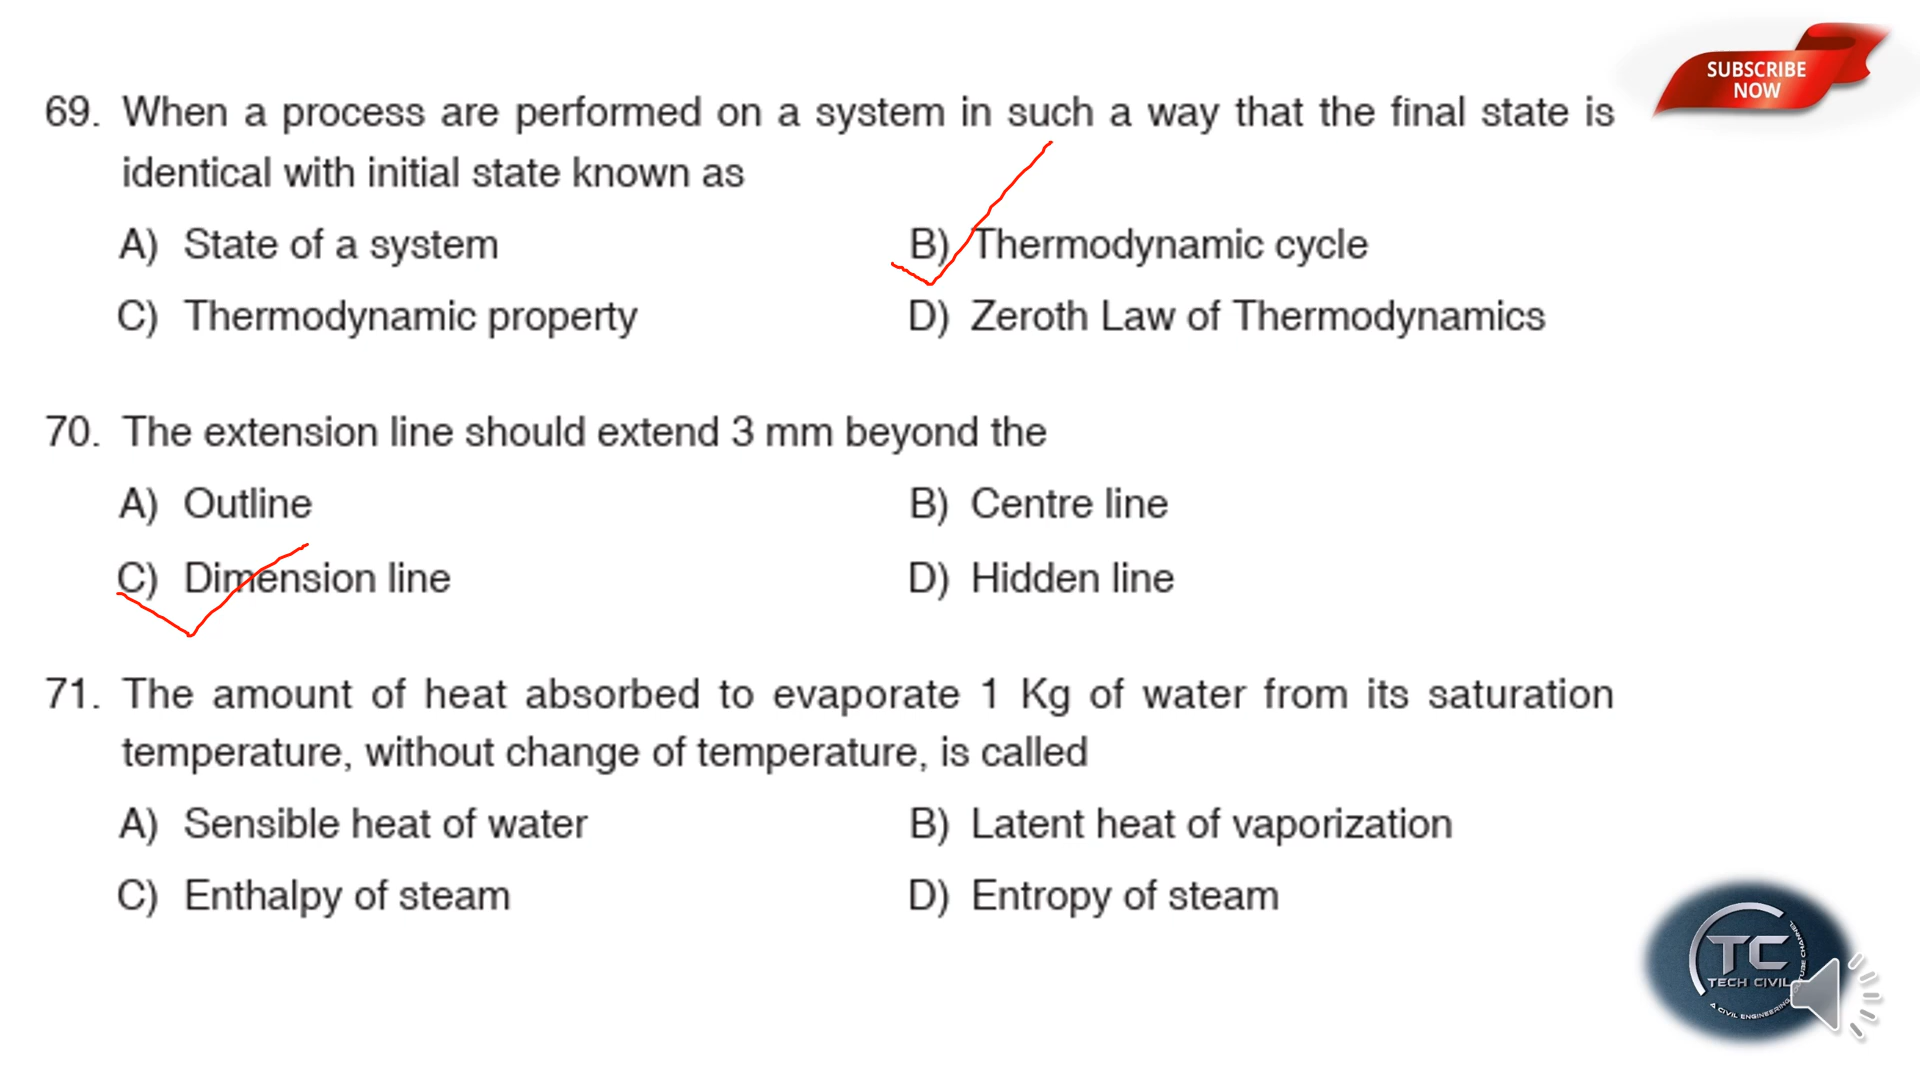 SUBSCRIBE
NOW
69. When a process are performed on a system in such a way that the final state is
identical with initial state known as
A) State of a system
B) Thermodynamic cycle
C) Thermodynamic property
D) Zeroth Law of Thermodynamics
70. The extension line should extend 3 mm beyond the
A) Outline
B) Centre line
C) Dimension line
D) Hidden line
71. The amount of heat absorbed to evaporate 1 Kg of water from its saturation
temperature, without change of temperature, is called
A) Sensible heat of water
B) Latent heat of vaporization
C) Enthalpy of steam
D) Entropy of steam
TC
TECH CIVIL
A CIVIL ENGINEERING
CHANNEL